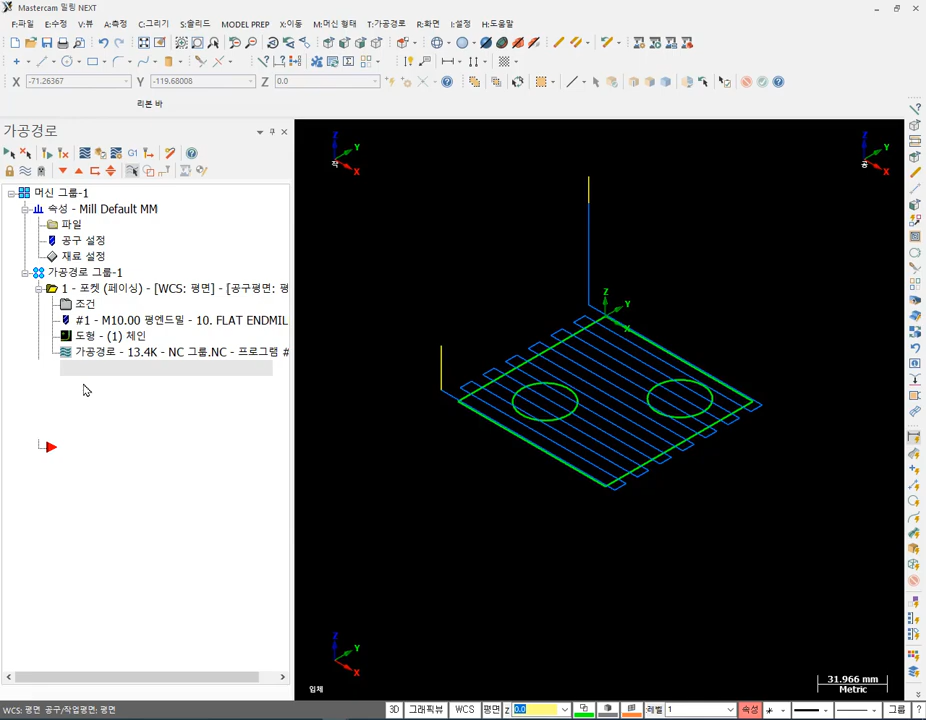 Mastercam 밀링 NEXT
F:파일 E:수정 V:뷰 A:측정 C:그리기 S:솔리드 MODEL PREP X:이동 M:머신 형태 T:가공경로 R:화면 I:설정 H:도움말
X -71.26367 Y -119.68008 Z 0.0
리본 바
가공경로
G1
머신 그룹-1
속성 - Mill Default MM
파일
공구 설정
재료 설정
가공경로 그룹-1
1 - 포켓 (페이싱) - [WCS: 평면] - [공구평면: 평
조건
#1 - M10.00 평엔드밀 - 10. FLAT ENDMIL
도형 - (1) 체인
가공경로 - 13.4K - NC 그룹.NC - 프로그램 #
Z Y X
Z Y X
Z Y X
Z Y X
입체
31.966 mm
Metric
WCS: 평면 공구/작업평면: 평면
3D 그래픽뷰 WCS 평면 Z 0.0 레벨 1 속성 그룹 ?